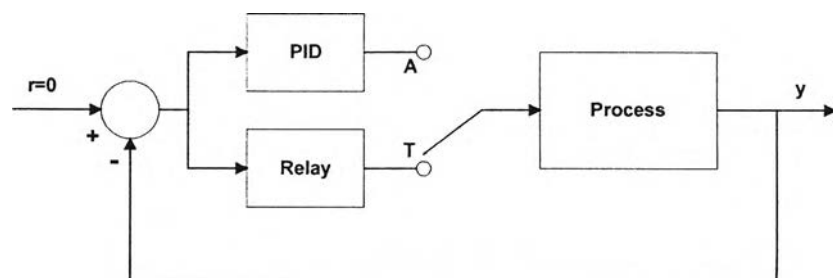 PID
A
r=0
+
-
Process
y
T
Relay